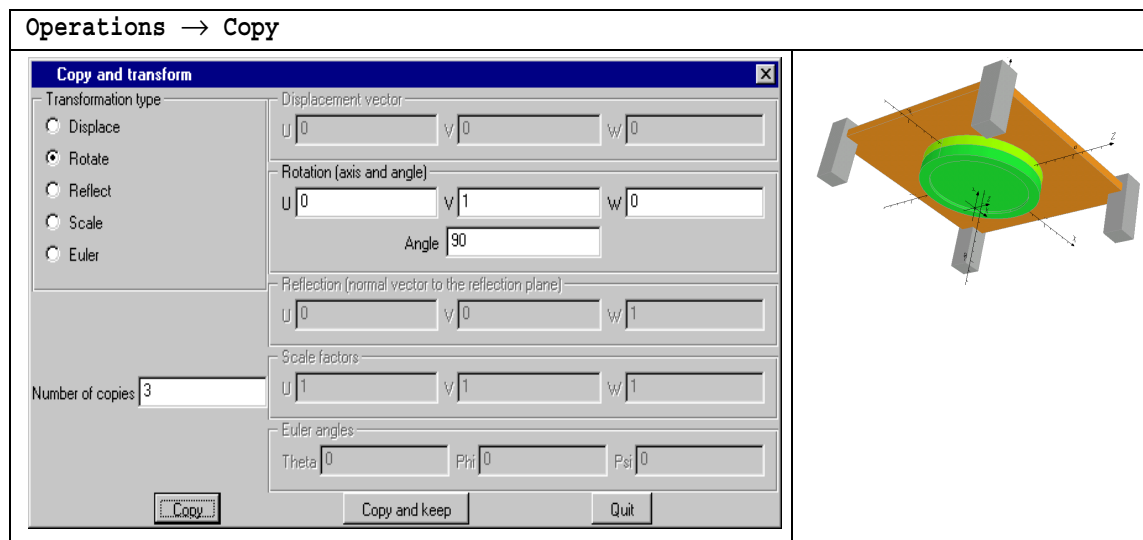 Operations → Copy
Copy and transform
Transformation type
Displace
Rotate
Reflect
Scale
Euler
Number of copies 3
Displacement vector
U 0 V 0 W 0
Rotation (axis and angle)
U 0 V 1 W 0
Angle 90
Reflection (normal vector to the reflection plane)
U 0 V 0 W 1
Scale factors
U 1 V 1 W 1
Euler angles
Theta 0 Phi 0 Psi 0
Copy Copy and keep Quit
Z